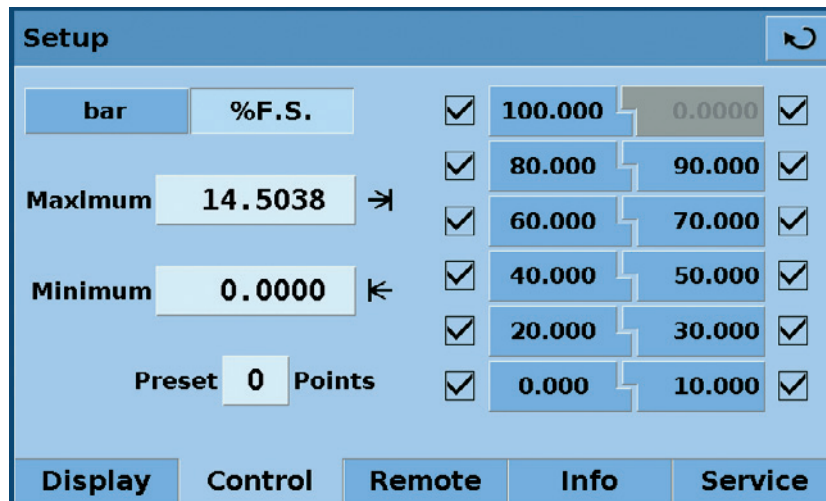 Setup
bar %F.S. 100.000 0.0000
80.000 90.000
Maxlmum 14.5038 60.000 70.000
Minimum 0.0000 40.000 50.000
20.000 30.000
Preset 0 Points 0.000 10.000
Display Control Remote Info Service